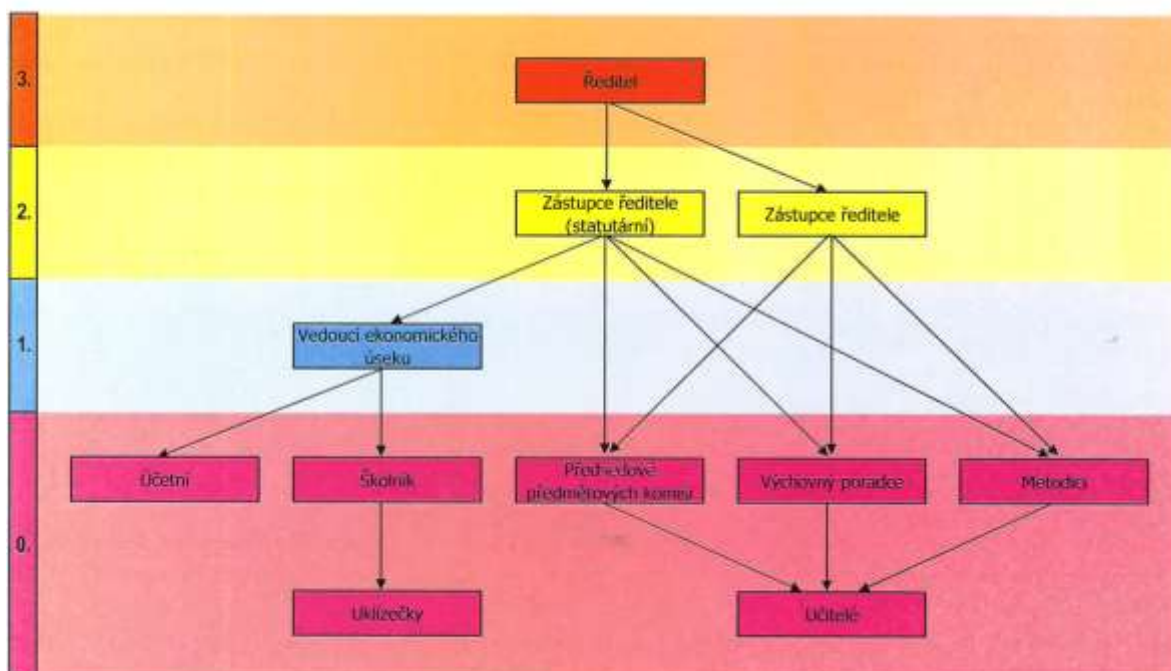 3.
Ředitel
2.
Zástupce ředitele
(statutární)
Zástupce ředitele
1.
Vedoucí ekonomického
úseku
0.
Účetní
Školník
Předsedové
předmětových komisí
Výchovný poradce
Metodici
Uklízečky
Učitelé